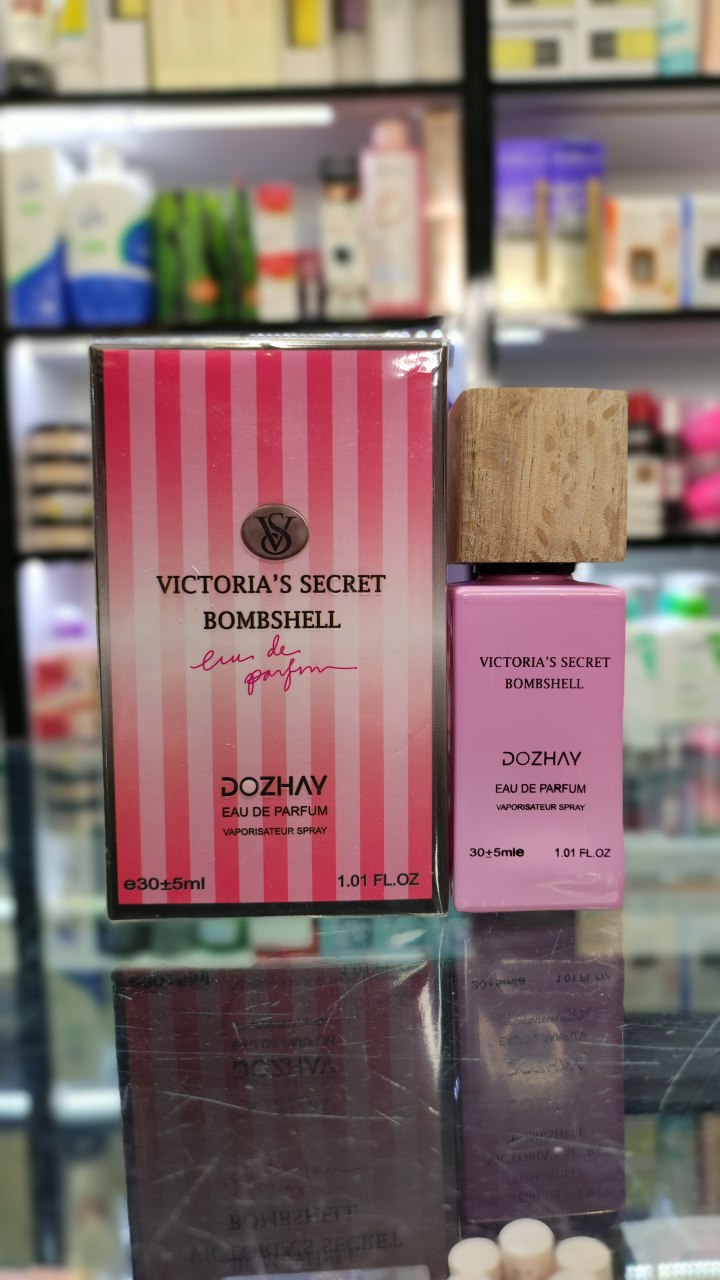 VS
VICTORIA'S SECRET
BOMBSHELL
eau de
parfum
DOZHAY
EAU DE PARFUM
VAPORISATEUR SPRAY
e30±5ml
1.01 FL.OZ
VICTORIA'S SECRET
BOMBSHELL
DOZHAY
EAU DE PARFUM
VAPORISATEUR SPRAY
30±5mle
1.01 FL.OZ